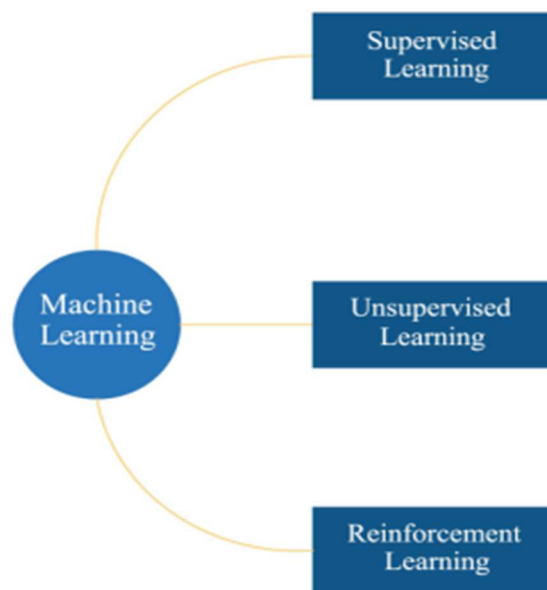 Supervised
Learning
Machine
Learning
Unsupervised
Learning
Reinforcement
Learning